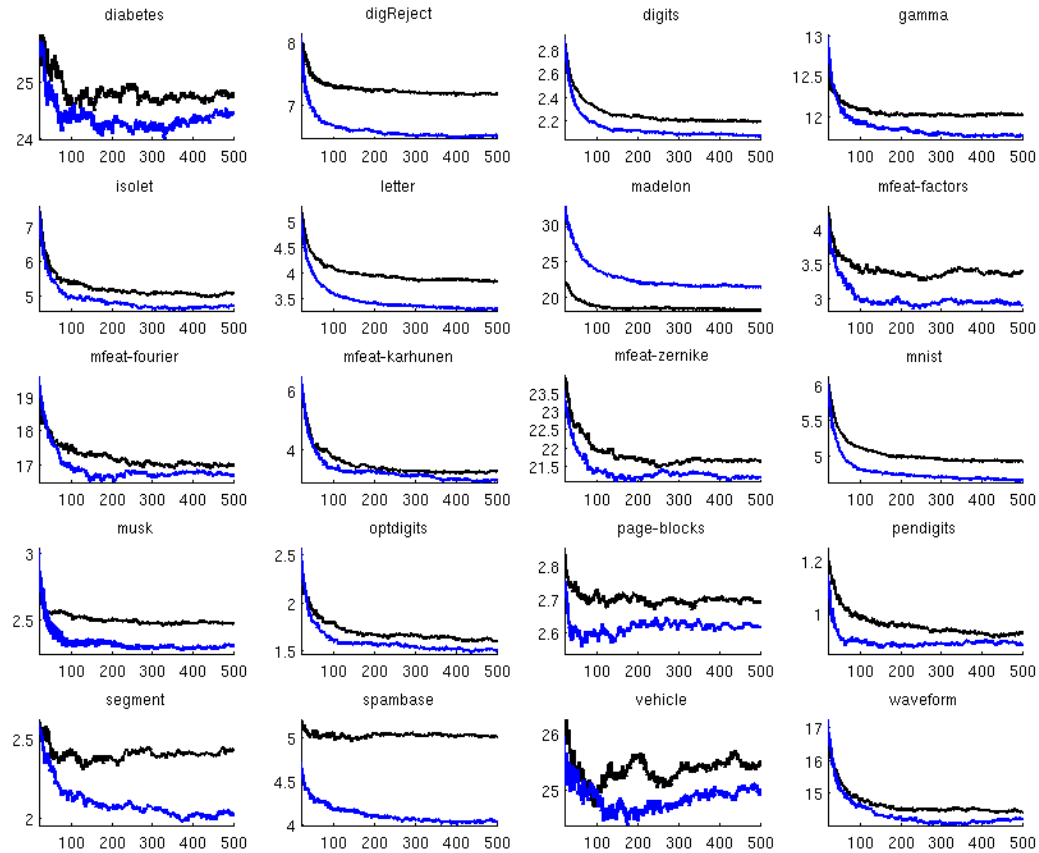 diabetes digReject digits gamma
25 24 8 7 2.8 2.6 2.4 2.2 13 12.5 12
100 200 300 400 500 100 200 300 400 500 100 200 300 400 500 100 200 300 400 500
isolet letter madelon mfeat-factors
7 6 5 5 4.5 4 3.5 30 25 20 4 3.5 3
100 200 300 400 500 100 200 300 400 500 100 200 300 400 500 100 200 300 400 500
mfeat-fourier mfeat-karhunen mfeat-zernike mnist
19 18 17 6 4 23.5 23 22.5 22 21.5 6 5.5 5
100 200 300 400 500 100 200 300 400 500 100 200 300 400 500 100 200 300 400 500
musk optdigits page-blocks pendigits
3 2.5 2.5 2 1.5 2.8 2.7 2.6 1.2 1
100 200 300 400 500 100 200 300 400 500 100 200 300 400 500 100 200 300 400 500
segment spambase vehicle waveform
2.5 2 5 4 26 25 17 16 15
100 200 300 400 500 100 200 300 400 500 100 200 300 400 500 100 200 300 400 500